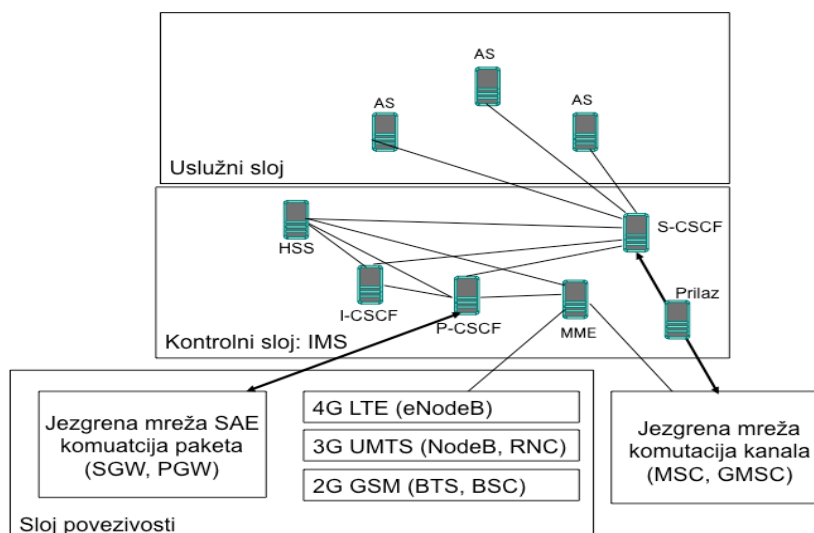 AS
AS
AS
Uslužni sloj
HSS
S-CSCF
I-CSCF
P-CSCF
MME
Prilaz
Kontrolni sloj: IMS
Jezgrena mreža SAE
komuatcija paketa
(SGW, PGW)
4G LTE (eNodeB)
3G UMTS (NodeB, RNC)
2G GSM (BTS, BSC)
Jezgrena mreža
komutacija kanala
(MSC, GMSC)
Sloj povezivosti